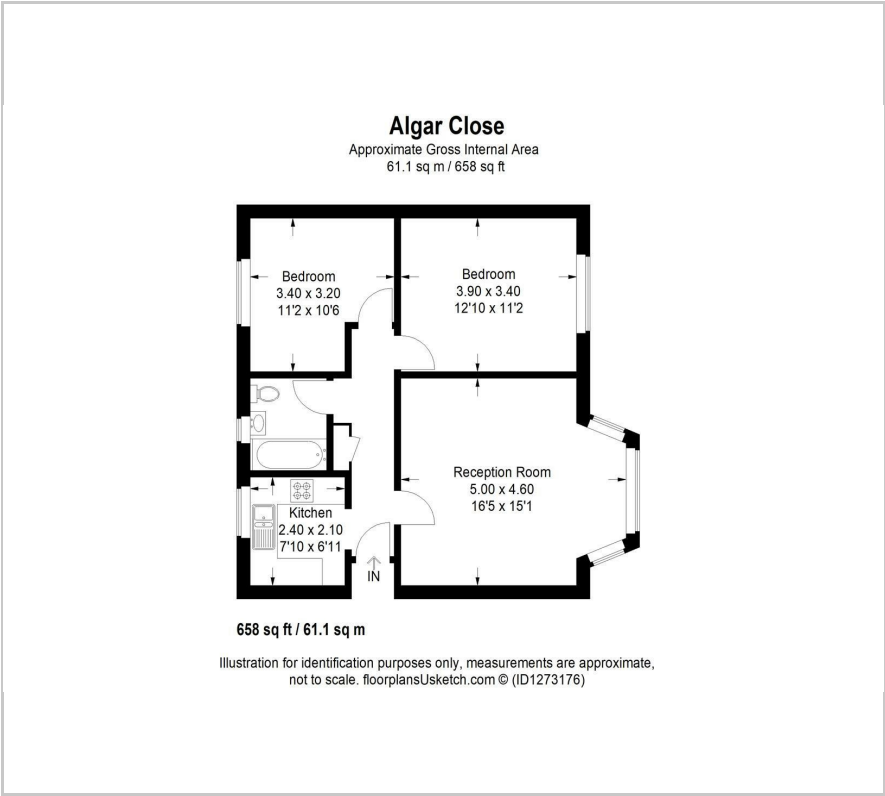 Algar Close
Approximate Gross Internal Area
61.1 sq m / 658 sq ft
Bedroom
3.40 x 3.20
11'2 x 10'6
Bedroom
3.90 x 3.40
12'10 x 11'2
Reception Room
5.00 x 4.60
16'5 x 15'1
Kitchen
2.40 x 2.10
7'10 x 6'11
IN
658 sq ft / 61.1 sq m
Illustration for identification purposes only, measurements are approximate,
not to scale. floorplansUsketch.com © (ID1273176)